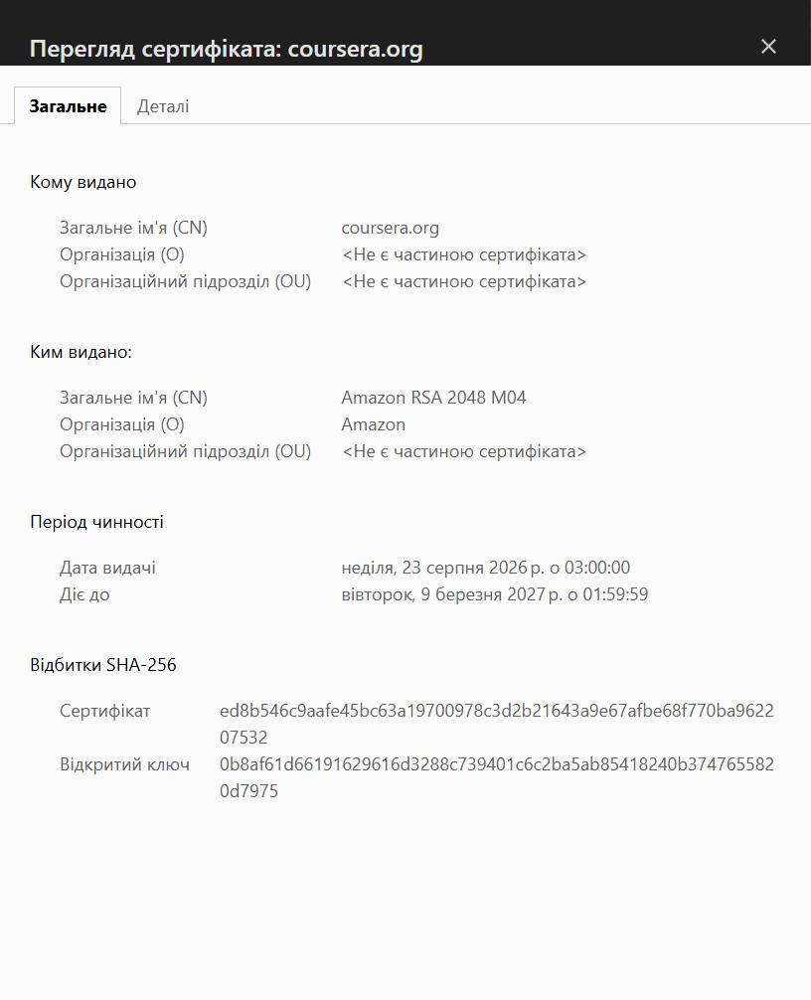 Перегляд сертифіката: coursera.org
Загальне Деталі
Кому видано
Загальне ім'я (CN) coursera.org
Організація (O) <Не є частиною сертифіката>
Організаційний підрозділ (OU) <Не є частиною сертифіката>
Ким видано:
Загальне ім'я (CN) Amazon RSA 2048 M04
Організація (O) Amazon
Організаційний підрозділ (OU) <Не є частиною сертифіката>
Період чинності
Дата видачі неділя, 23 серпня 2026 р. о 03:00:00
Діє до вівторок, 9 березня 2027 р. о 01:59:59
Відбитки SHA-256
Сертифікат ed8b546c9aafe45bc63a19700978c3d2b21643a9e67afbe68f770ba9622
07532
Відкритий ключ 0b8af61d66191629616d3288c739401c6c2ba5ab85418240b374765582
0d7975